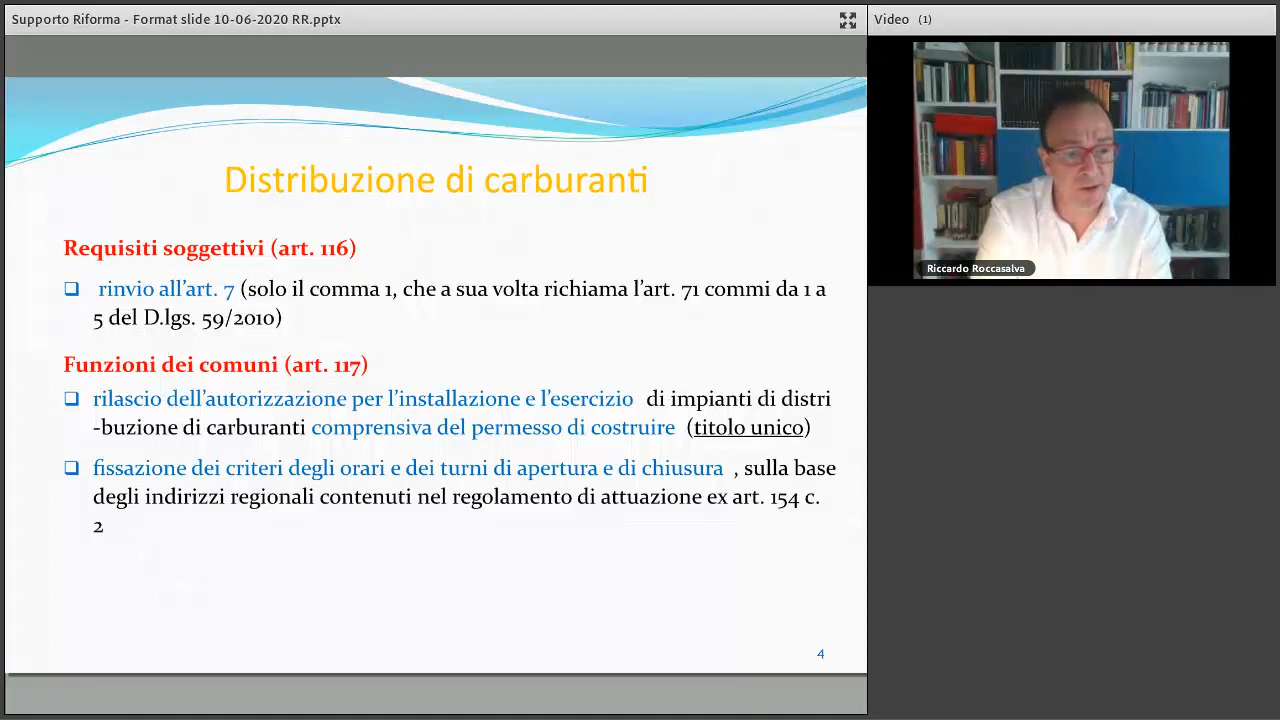 Supporto Riforma - Format slide 10-06-2020 RR.pptx
Video (1)
Distribuzione di carburanti
Requisiti soggettivi (art. 116)
rinvio all'art. 7 (solo il comma 1, che a sua volta richiama l'art. 71 commi da 1 a
5 del D.lgs. 59/2010)
Funzioni dei comuni (art. 117)
rilascio dell'autorizzazione per l'installazione e l'esercizio di impianti di distri
-buzione di carburanti comprensiva del permesso di costruire (titolo unico)
fissazione dei criteri degli orari e dei turni di apertura e di chiusura , sulla base
degli indirizzi regionali contenuti nel regolamento di attuazione ex art. 154 c.
2
4
Riccardo Roccasalva